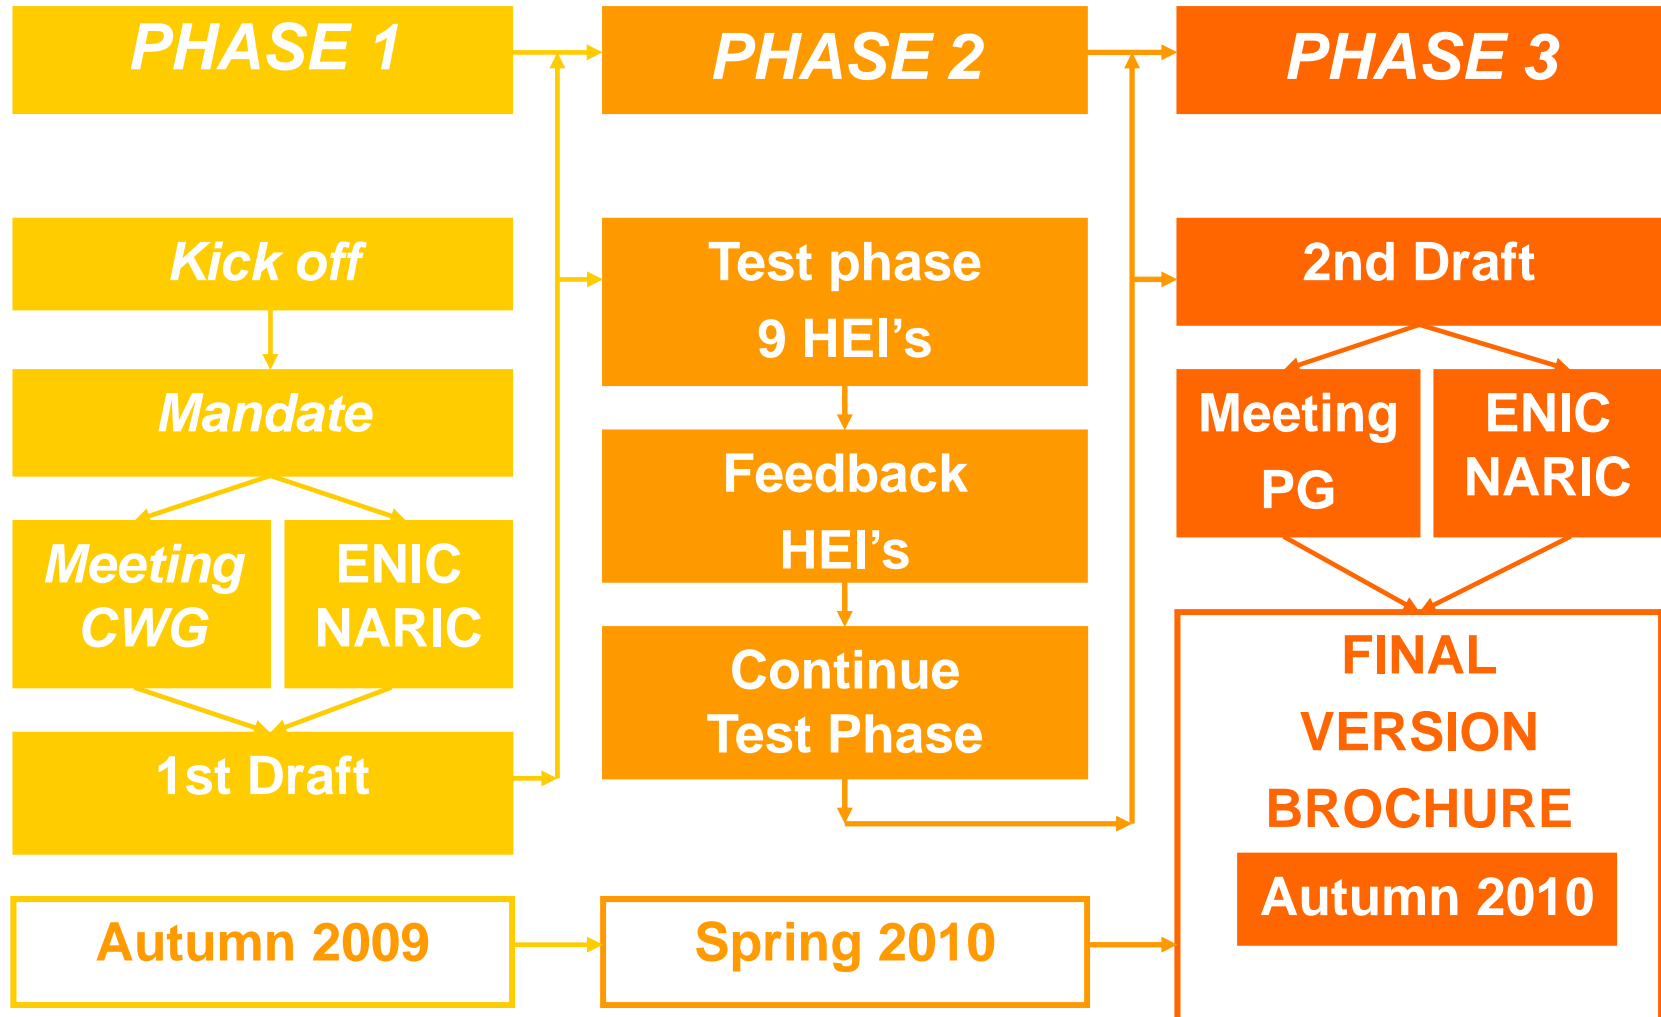 PHASE 1
PHASE 2
PHASE 3
Kick off
Mandate
Meeting
CWG
ENIC
NARIC
1st Draft
Autumn 2009
Test phase
9 HEI's
Feedback
HEI's
Continue
Test Phase
Spring 2010
2nd Draft
Meeting
PG
ENIC
NARIC
FINAL
VERSION
BROCHURE
Autumn 2010